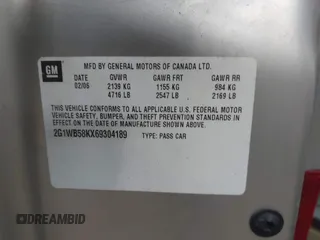 GM
MFD BY GENERAL MOTORS OF CANADA LTD.
DATE GVWR GAWR FRT GAWR RR
02/06 2139 KG 1155 KG 984 KG
4716 LB 2547 LB 2169 LB
THIS VEHICLE CONFORMS TO ALL APPLICABLE U.S. FEDERAL MOTOR
VEHICLE SAFETY, BUMPER, AND THEFT PREVENTION STANDARDS IN
EFFECT ON THE DATE OF MANUFACTURE SHOWN ABOVE.
2G1WB58KX69304189 TYPE: PASS CAR
DREAMBID